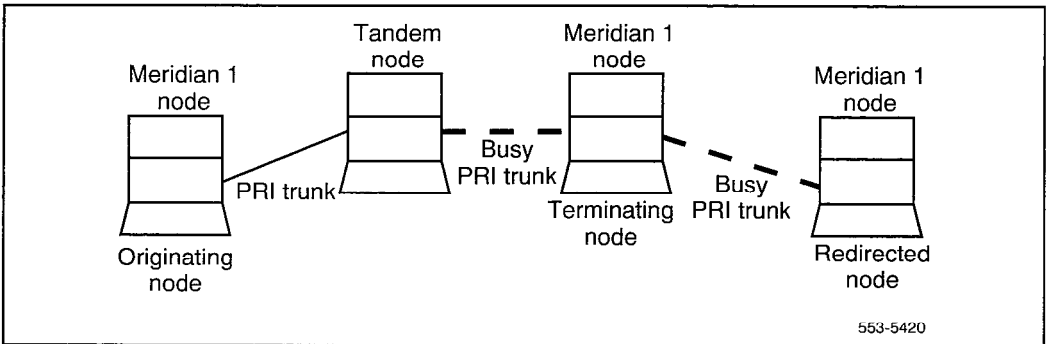 Meridian 1
node
Originating
node
PRI trunk
Tandem
node
Busy
PRI trunk
Meridian 1
node
Terminating
node
Busy
PRI trunk
Meridian 1
node
Redirected
node
553-5420